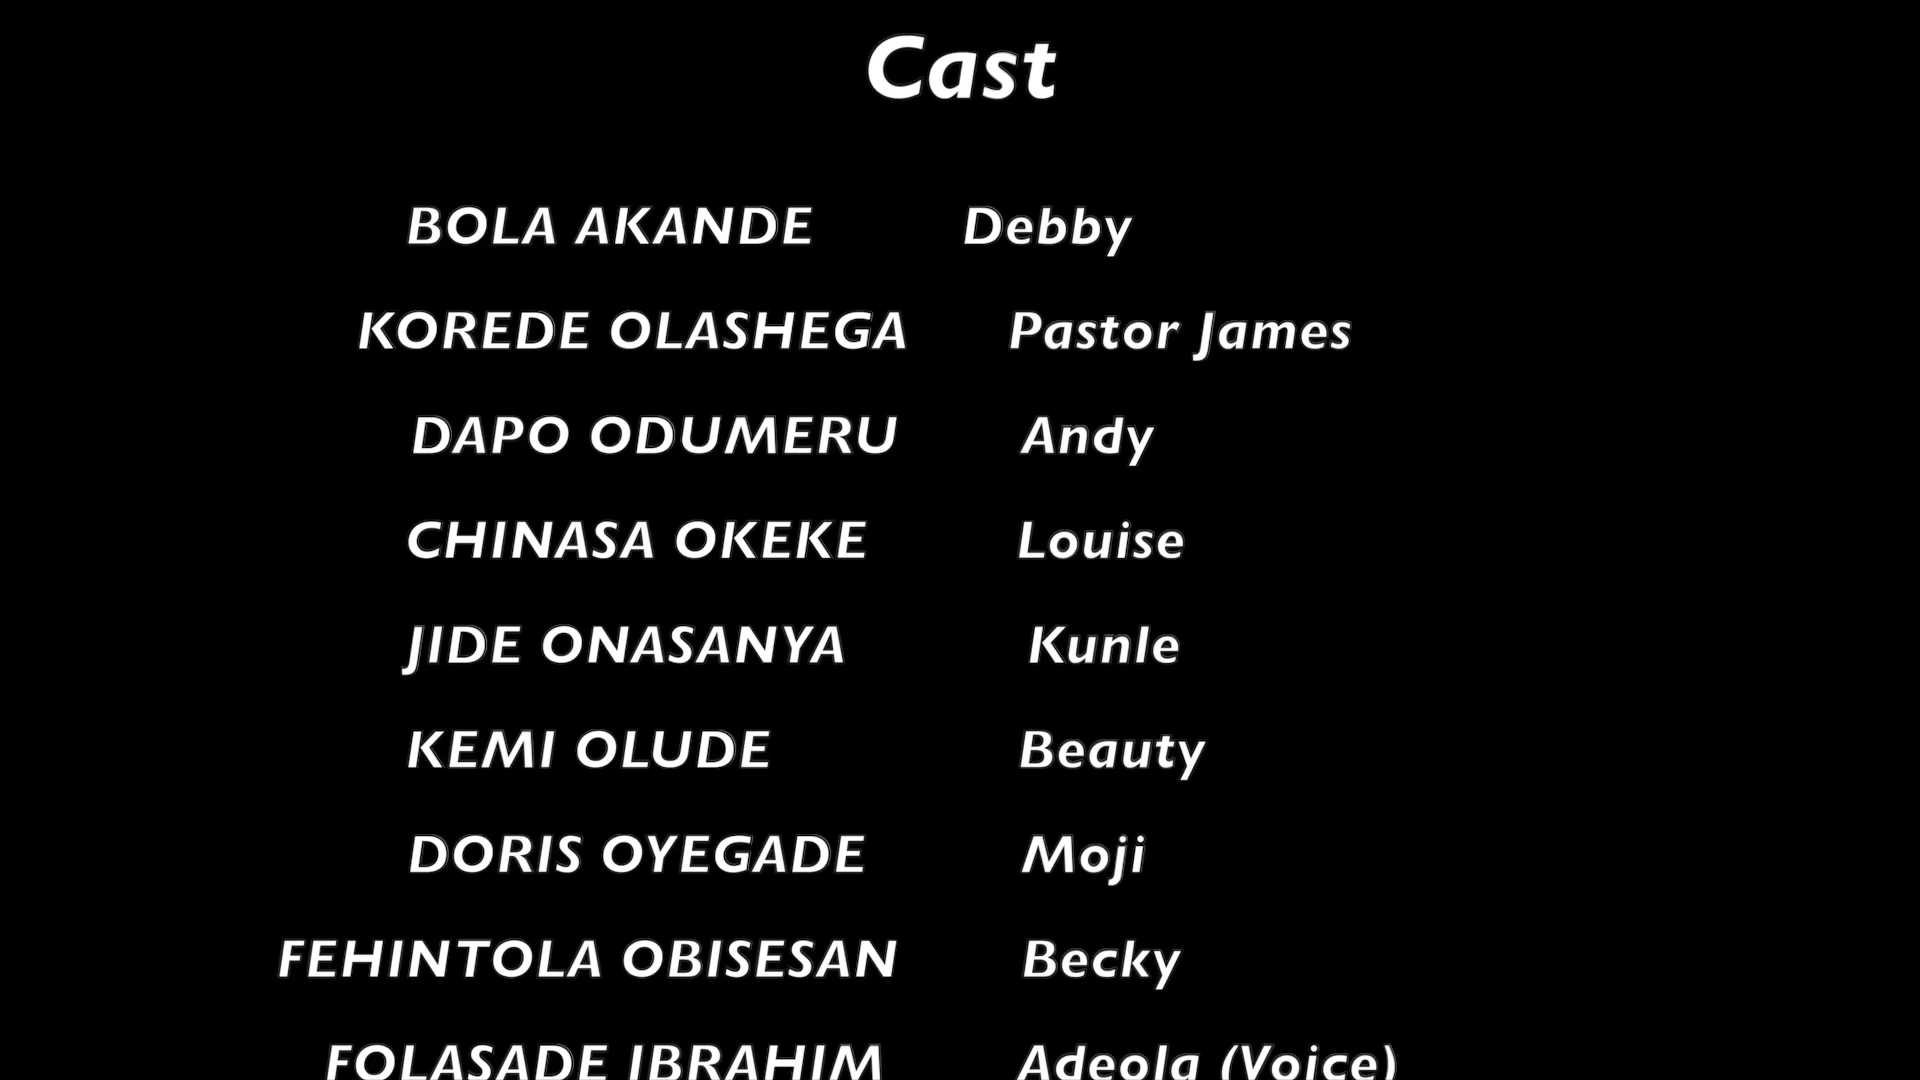 Cast
BOLA AKANDE Debby
KOREDE OLASHEGA Pastor James
DAPO ODUMERU Andy
CHINASA OKEKE Louise
JIDE ONASANYA Kunle
KEMI OLUDE Beauty
DORIS OYEGADE Moji
FEHINTOLA OBISESAN Becky
FOLASADE IBRAHIM Adeola (Voice)